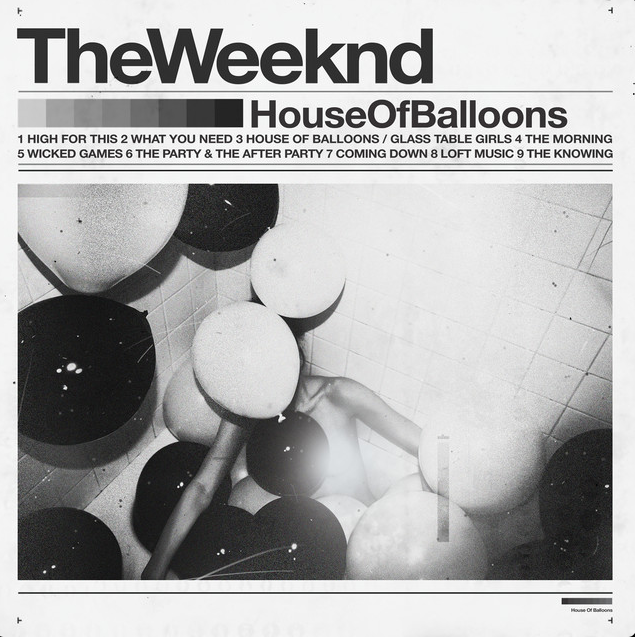 TheWeeknd
HouseOfBalloons
1 HIGH FOR THIS 2 WHAT YOU NEED 3 HOUSE OF BALLOONS / GLASS TABLE GIRLS 4 THE MORNING
5 WICKED GAMES 6 THE PARTY & THE AFTER PARTY 7 COMING DOWN 8 LOFT MUSIC 9 THE KNOWING
House Of Balloons